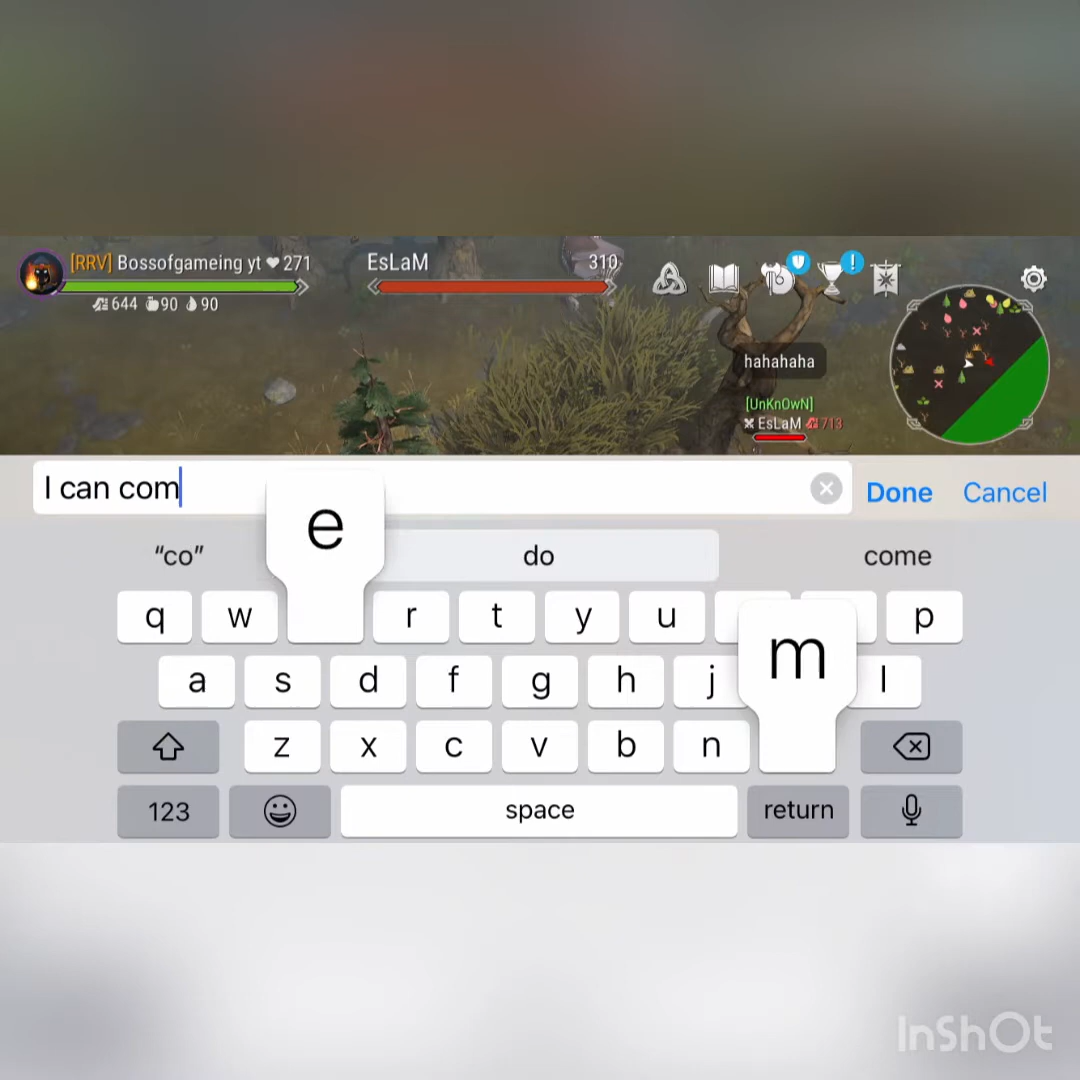 [RRV] Bossofgameing yt 271
644 90 90
EsLaM 310
hahahaha
[UnKnOwN]
EsLaM 713
I can com
Done Cancel
“co” do come
e
m
q w r t y u p
a s d f g h j l
z x c v b n
123 space return
InShOt